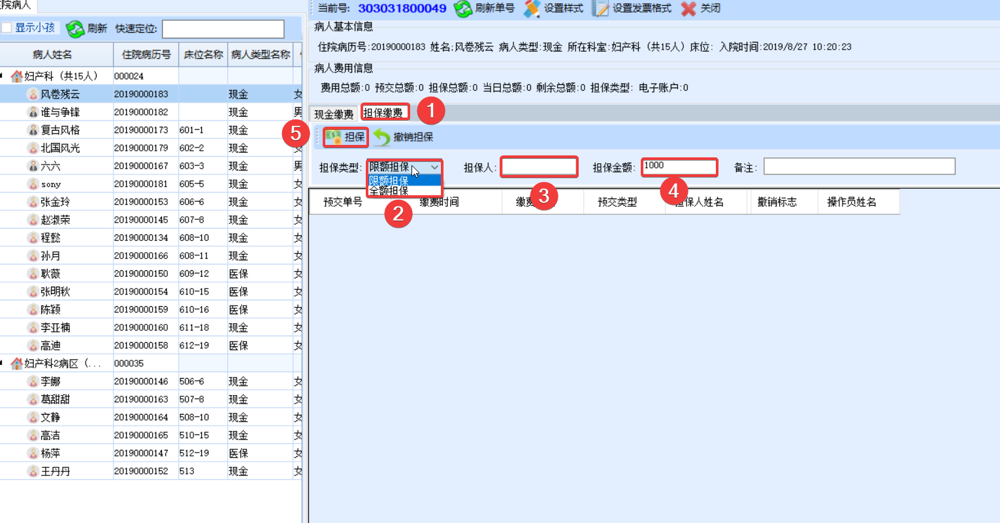 院病人
显示小孩 刷新 快速定位:
病人姓名 住院病历号 床位名称 病人类型名称
妇产科（共15人） 000024
风卷残云 20190000183 现金 女
谁与争锋 20190000182 现金 男
复古风格 20190000173 601-1 现金
北国风光 20190000179 602-2 现金 女
六六 20190000167 603-3 现金 男
sony 20190000181 605-5 现金 女
张金玲 20190000153 606-6 现金 女
赵淑荣 20190000145 607-8 现金 女
程懿 20190000134 608-10 现金 女
孙月 20190000166 608-11 现金 女
耿薇 20190000150 609-12 医保 女
张明秋 20190000154 610-15 医保 女
陈颖 20190000159 610-16 医保 女
李亚楠 20190000160 611-18 现金 女
高迪 20190000158 612-19 医保 女
妇产科2病区（... 000035
李娜 20190000146 506-6 现金 女
葛甜甜 20190000163 507-8 现金 女
文静 20190000164 508-10 现金 女
高洁 20190000165 510-15 现金 女
杨萍 20190000147 512-19 医保 女
王丹丹 20190000152 513 现金 女
当前号: 303031800049 刷新单号 设置样式 设置发票格式 关闭
病人基本信息
住院病历号:20190000183 姓名:风卷残云 病人类型:现金 所在科室:妇产科（共15人）床位: 入院时间:2019/8/27 10:20:23
病人费用信息
费用总额:0 预交总额:0 担保总额:0 当日总额:0 剩余总额:0 担保类型: 电子账户:0
现金缴费 担保缴费 1
5 担保 撤销担保
担保类型: 限额担保 担保人: 担保金额: 1000 备注:
限额担保
全额担保
2 3 4
预交单号 缴费时间 缴费 预交类型 担保人姓名 撤销标志 操作员姓名